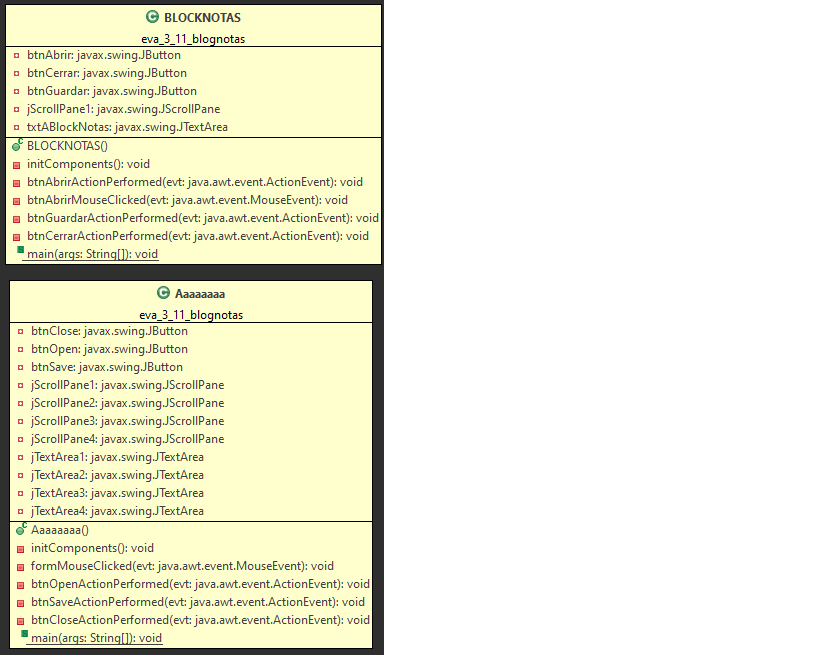 BLOCKNOTAS
eva_3_11_blognotas
btnAbrir: javax.swing.JButton
btnCerrar: javax.swing.JButton
btnGuardar: javax.swing.JButton
jScrollPane1: javax.swing.JScrollPane
txtABlockNotas: javax.swing.JTextArea
BLOCKNOTAS()
initComponents(): void
btnAbrirActionPerformed(evt: java.awt.event.ActionEvent): void
btnAbrirMouseClicked(evt: java.awt.event.MouseEvent): void
btnGuardarActionPerformed(evt: java.awt.event.ActionEvent): void
btnCerrarActionPerformed(evt: java.awt.event.ActionEvent): void
main(args: String[]): void
Aaaaaaaa
eva_3_11_blognotas
btnClose: javax.swing.JButton
btnOpen: javax.swing.JButton
btnSave: javax.swing.JButton
jScrollPane1: javax.swing.JScrollPane
jScrollPane2: javax.swing.JScrollPane
jScrollPane3: javax.swing.JScrollPane
jScrollPane4: javax.swing.JScrollPane
jTextArea1: javax.swing.JTextArea
jTextArea2: javax.swing.JTextArea
jTextArea3: javax.swing.JTextArea
jTextArea4: javax.swing.JTextArea
Aaaaaaaa()
initComponents(): void
formMouseClicked(evt: java.awt.event.MouseEvent): void
btnOpenActionPerformed(evt: java.awt.event.ActionEvent): void
btnSaveActionPerformed(evt: java.awt.event.ActionEvent): void
btnCloseActionPerformed(evt: java.awt.event.ActionEvent): void
main(args: String[]): void